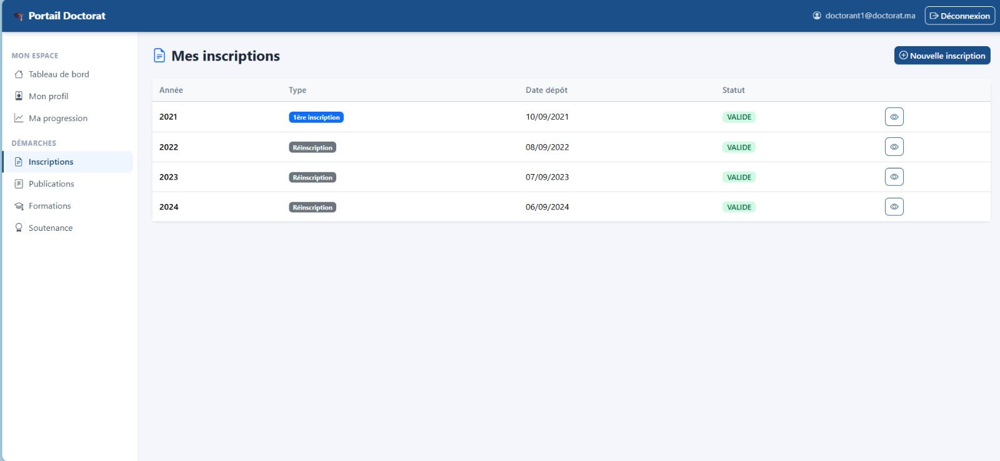 Portail Doctorat
doctorant1@doctorat.ma
Déconnexion
MON ESPACE
Tableau de bord
Mon profil
Ma progression
DÉMARCHES
Inscriptions
Publications
Formations
Soutenance
Mes inscriptions
Nouvelle inscription
Année Type Date dépôt Statut
2021 1ère inscription 10/09/2021 VALIDE
2022 Réinscription 08/09/2022 VALIDE
2023 Réinscription 07/09/2023 VALIDE
2024 Réinscription 06/09/2024 VALIDE